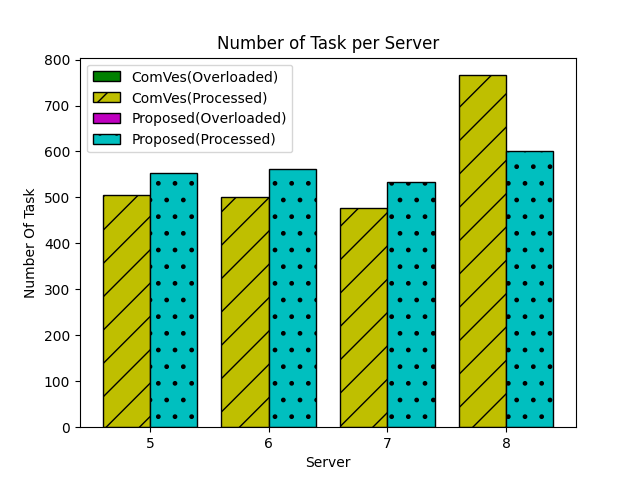 Number of Task per Server
800
700
600
500
400
300
200
100
0
Number Of Task
ComVes(Overloaded)
ComVes(Processed)
Proposed(Overloaded)
Proposed(Processed)
5 6 7 8
Server